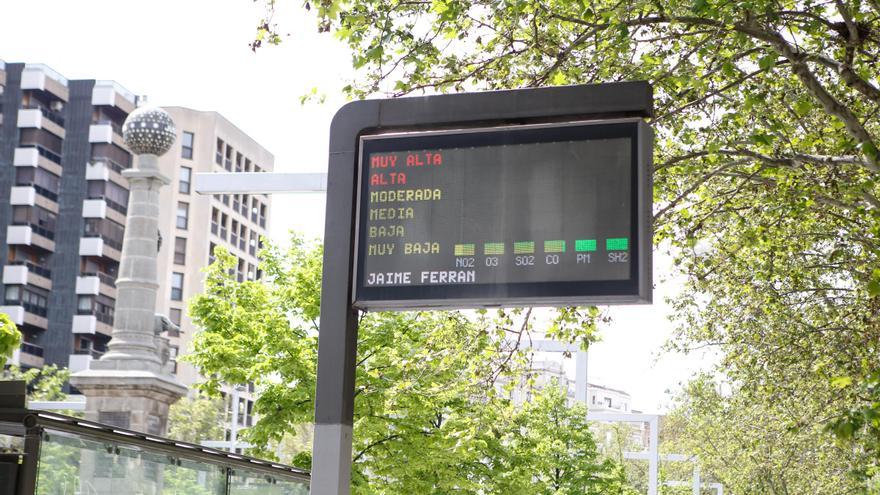 MUY ALTA
ALTA
MODERADA
MEDIA
BAJA
MUY BAJA
NO2 O3 SO2 CO PM SH2
JAIME FERRAN